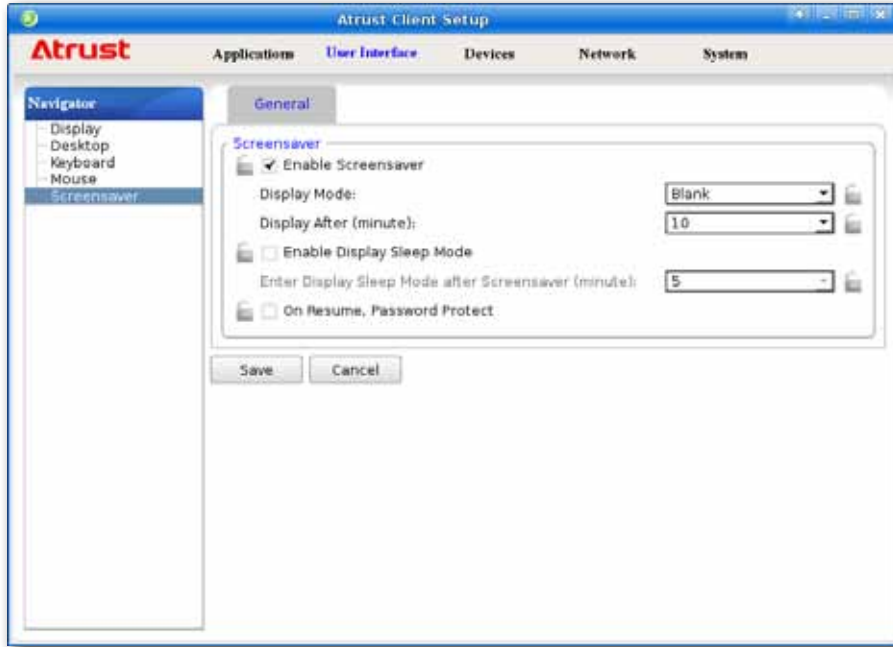 Atrust Client Setup
Atrust
Applications User Interface Devices Network System
Navigator
Display
Desktop
Keyboard
Mouse
Screensaver
General
Screensaver
Enable Screensaver
Display Mode: Blank
Display After (minute): 10
Enable Display Sleep Mode
Enter Display Sleep Mode after Screensaver (minute): 5
On Resume, Password Protect
Save Cancel